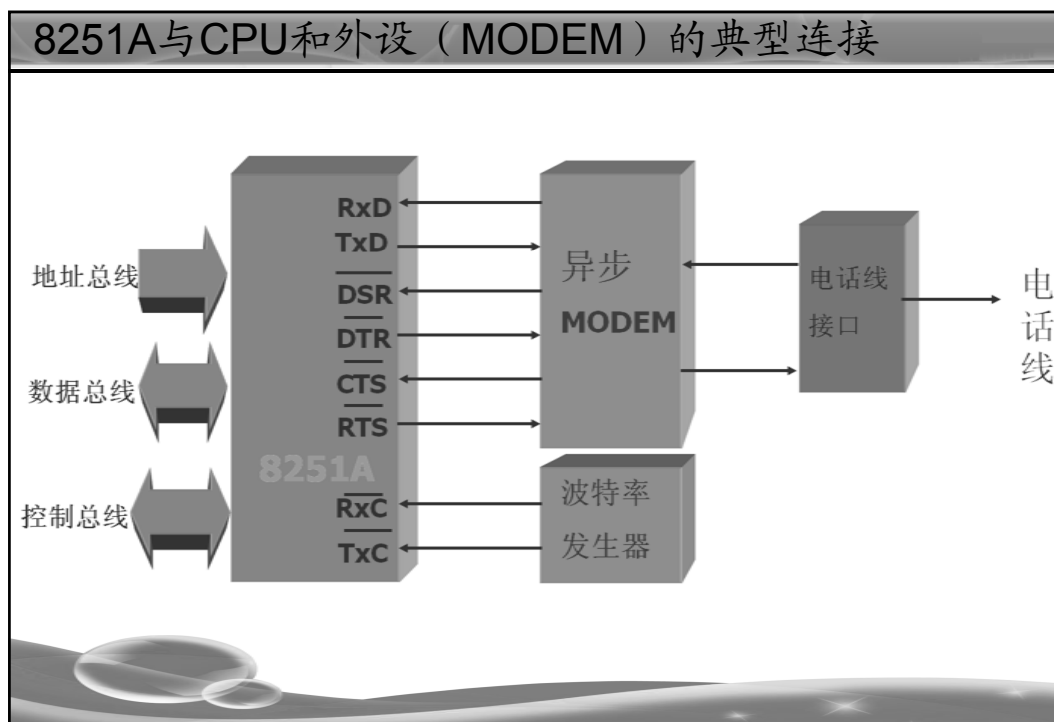 8251A与CPU和外设（MODEM）的典型连接
地址总线
数据总线
控制总线
RxD
TxD
DSR
DTR
CTS
RTS
8251A
RxC
TxC
异步
MODEM
波特率
发生器
电话线
接口
电
话
线